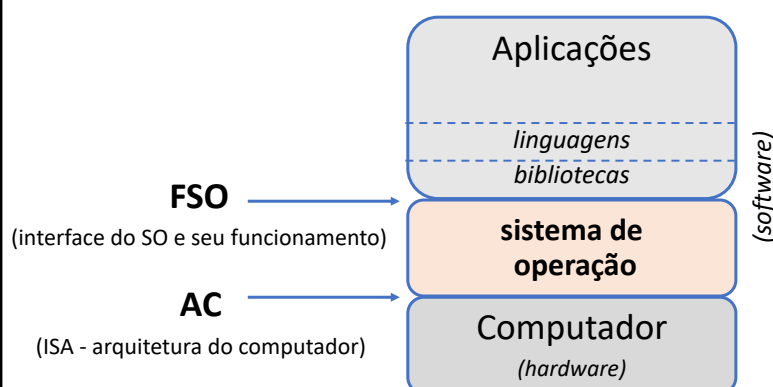 Aplicações
linguagens
bibliotecas
FSO
(interface do SO e seu funcionamento)
sistema de
operação
AC
(ISA - arquitetura do computador)
Computador
(hardware)
(software)